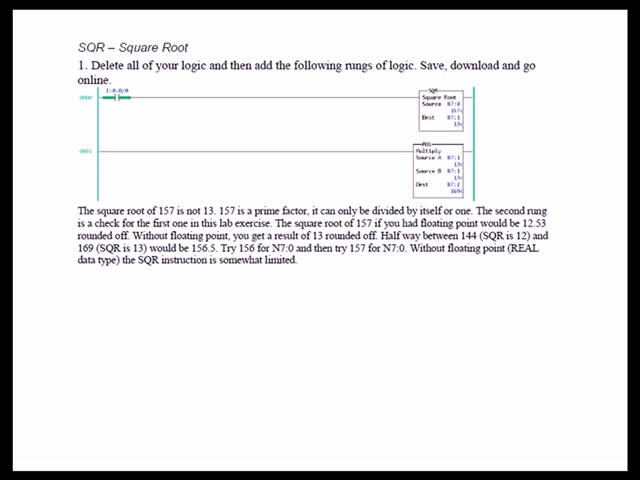 SQR – Square Root
1. Delete all of your logic and then add the following rungs of logic. Save, download and go
online.
I:0.0/0
0000
SQR
Square Root
Source N7:0
157<
Dest N7:1
13<
0001
MUL
Multiply
Source A N7:1
13<
Source B N7:1
13<
Dest N7:2
169<
The square root of 157 is not 13. 157 is a prime factor, it can only be divided by itself or one. The second rung
is a check for the first one in this lab exercise. The square root of 157 if you had floating point would be 12.53
rounded off. Without floating point, you get a result of 13 rounded off. Half way between 144 (SQR is 12) and
169 (SQR is 13) would be 156.5. Try 156 for N7:0 and then try 157 for N7:0. Without floating point (REAL
data type) the SQR instruction is somewhat limited.